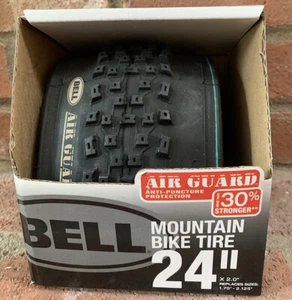 BELL
AIR GUARD
AIR GUARD
ANTI-PUNCTURE
PROTECTION
30%
STRONGER**
BELL
MOUNTAIN
BIKE TIRE
24"
X 2.0"
REPLACES SIZES:
1.75" - 2.125"